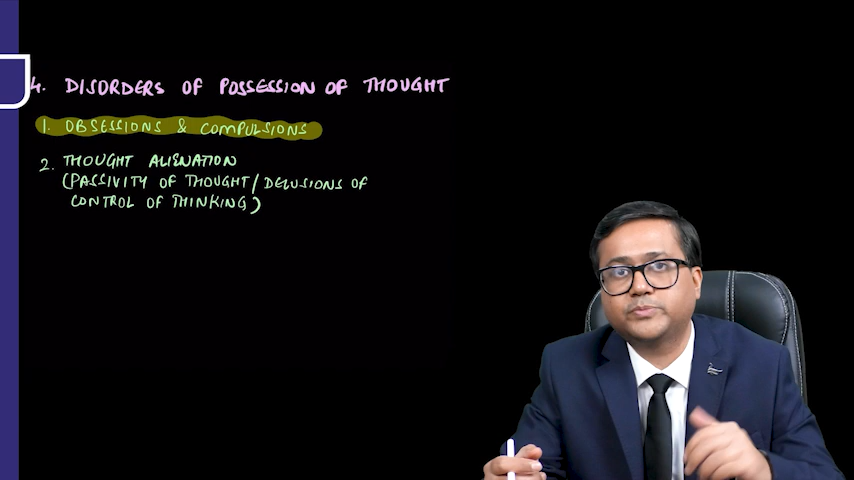 4. DISORDERS OF POSSESSION OF THOUGHT
1. OBSESSIONS & COMPULSIONS
2. THOUGHT ALIENATION
(PASSIVITY OF THOUGHT/DELUSIONS OF
CONTROL OF THINKING)